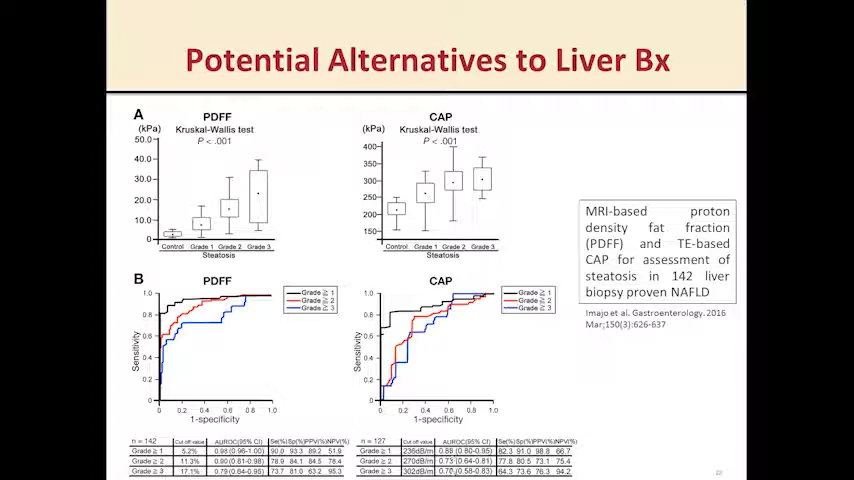 Potential Alternatives to Liver Bx
A
PDFF
(kPa)
Kruskal-Wallis test
P < .001
50.0
40.0
30.0
20.0
10.0
0
Control Grade 1 Grade 2 Grade 3
Steatosis
CAP
(kPa)
Kruskal-Wallis test
P < .001
400
350
300
250
200
150
Control Grade 1 Grade 2 Grade 3
Steatosis
MRI-based proton
density fat fraction
(PDFF) and TE-based
CAP for assessment of
steatosis in 142 liver
biopsy proven NAFLD
Imajo et al. Gastroenterology. 2016
Mar;150(3):626-637
B
PDFF
Grade ≧ 1
Grade ≧ 2
Grade ≧ 3
Sensitivity
1.0
0.8
0.6
0.4
0.2
0
0 0.2 0.4 0.6 0.8 1.0
1-specificity
CAP
Grade ≧ 1
Grade ≧ 2
Grade ≧ 3
Sensitivity
1.0
0.8
0.6
0.4
0.2
0
0 0.2 0.4 0.6 0.8 1.0
1-specificity
n = 142 Cut off value AUROC(95% CI) Se(%) Sp(%) PPV(%) NPV(%)
Grade ≧ 1 5.2% 0.98 (0.96-1.00) 90.0 93.3 89.2 51.9
Grade ≧ 2 11.3% 0.90 (0.81-0.98) 78.9 84.1 84.5 78.4
Grade ≧ 3 17.1% 0.79 (0.64-0.95) 73.7 81.0 63.2 95.3
n = 127 Cut off value AUROC(95% CI) Se(%) Sp(%) PPV(%) NPV(%)
Grade ≧ 1 236dB/m 0.88 (0.80-0.95) 82.3 91.0 98.8 66.7
Grade ≧ 2 270dB/m 0.73 (0.64-0.81) 77.8 80.5 73.1 75.4
Grade ≧ 3 302dB/m 0.70 (0.58-0.83) 64.3 73.6 76.3 94.2